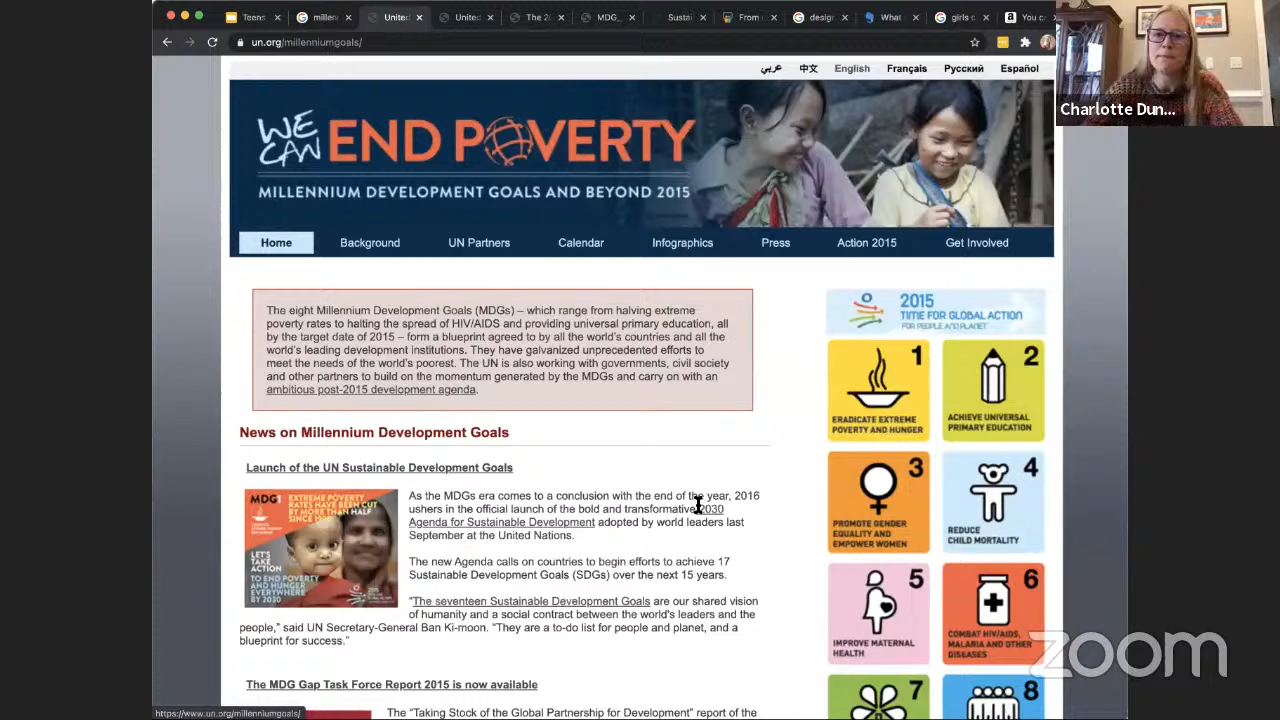 Teens
millen
United
United
The 2
MDG_
Sustai
From
desig
What
girls c
You c
un.org/millenniumgoals/
عربي
中文
English
Français
Русский
Español
Charlotte Dun...
WE CAN END POVERTY
MILLENNIUM DEVELOPMENT GOALS AND BEYOND 2015
Home
Background
UN Partners
Calendar
Infographics
Press
Action 2015
Get Involved
The eight Millennium Development Goals (MDGs) – which range from halving extreme
poverty rates to halting the spread of HIV/AIDS and providing universal primary education, all
by the target date of 2015 – form a blueprint agreed to by all the world's countries and all the
world's leading development institutions. They have galvanized unprecedented efforts to
meet the needs of the world's poorest. The UN is also working with governments, civil society
and other partners to build on the momentum generated by the MDGs and carry on with an
ambitious post-2015 development agenda.
News on Millennium Development Goals
Launch of the UN Sustainable Development Goals
MDG1
EXTREME POVERTY
RATES HAVE BEEN CUT
BY MORE THAN HALF
SINCE 1990
LET'S
TAKE
ACTION
TO END POVERTY
AND HUNGER
EVERYWHERE
BY 2030
As the MDGs era comes to a conclusion with the end of the year, 2016
ushers in the official launch of the bold and transformative 2030
Agenda for Sustainable Development adopted by world leaders last
September at the United Nations.
The new Agenda calls on countries to begin efforts to achieve 17
Sustainable Development Goals (SDGs) over the next 15 years.
"The seventeen Sustainable Development Goals are our shared vision
of humanity and a social contract between the world's leaders and the
people," said UN Secretary-General Ban Ki-moon. "They are a to-do list for people and planet, and a
blueprint for success."
The MDG Gap Task Force Report 2015 is now available
The "Taking Stock of the Global Partnership for Development" report of the
2015
TIME FOR GLOBAL ACTION
FOR PEOPLE AND PLANET
1
ERADICATE EXTREME
POVERTY AND HUNGER
2
ACHIEVE UNIVERSAL
PRIMARY EDUCATION
3
PROMOTE GENDER
EQUALITY AND
EMPOWER WOMEN
4
REDUCE
CHILD MORTALITY
5
IMPROVE MATERNAL
HEALTH
6
COMBAT HIV/AIDS,
MALARIA AND OTHER
DISEASES
7
8
zoom
https://www.un.org/millenniumgoals/